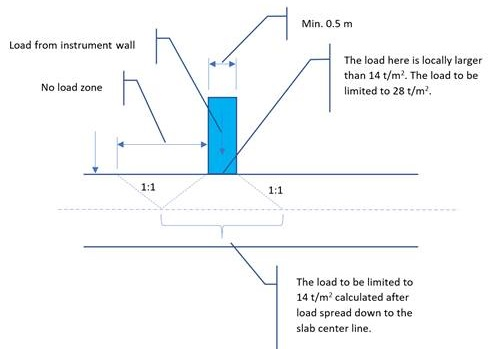 Min. 0.5 m
Load from instrument wall
The load here is locally larger
than 14 t/m². The load to be
limited to 28 t/m².
No load zone
1:1
1:1
The load to be limited to
14 t/m² calculated after
load spread down to the
slab center line.